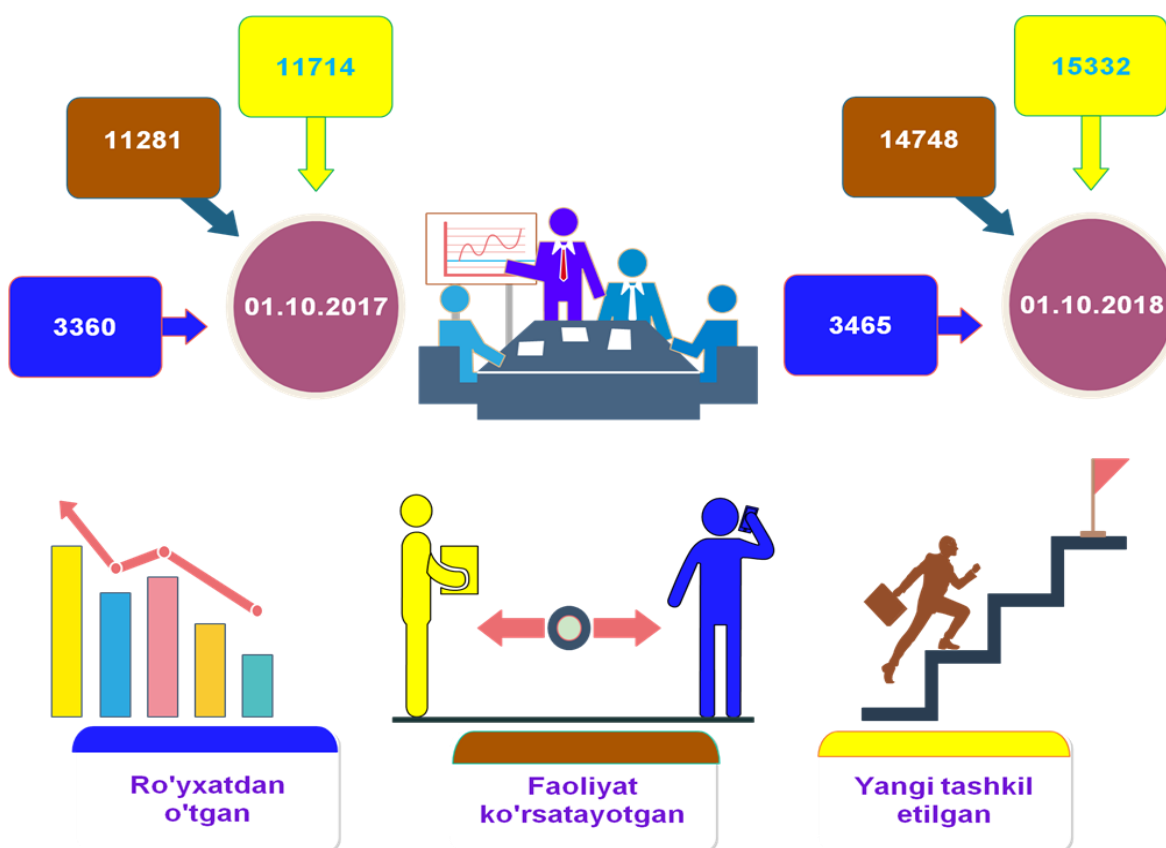 11714
15332
11281
14748
01.10.2017
01.10.2018
3360
3465
Ro'yxatdan
o'tgan
Faoliyat
ko'rsatayotgan
Yangi tashkil
etilgan